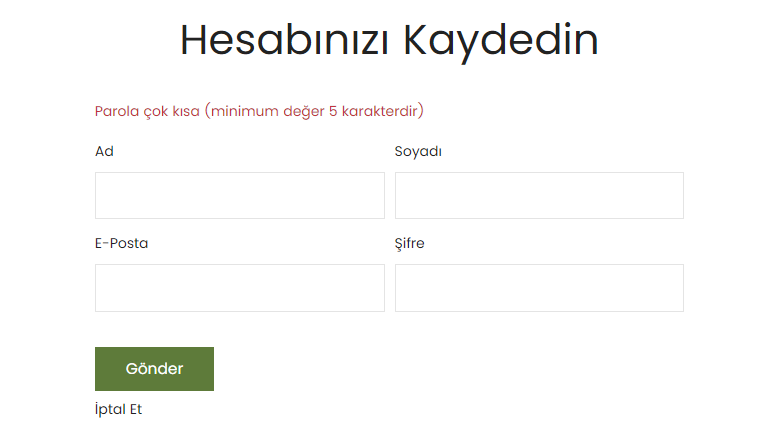 Hesabınızı Kaydedin
Parola çok kısa (minimum değer 5 karakterdir)
Ad
Soyadı
E-Posta
Şifre
Gönder
İptal Et